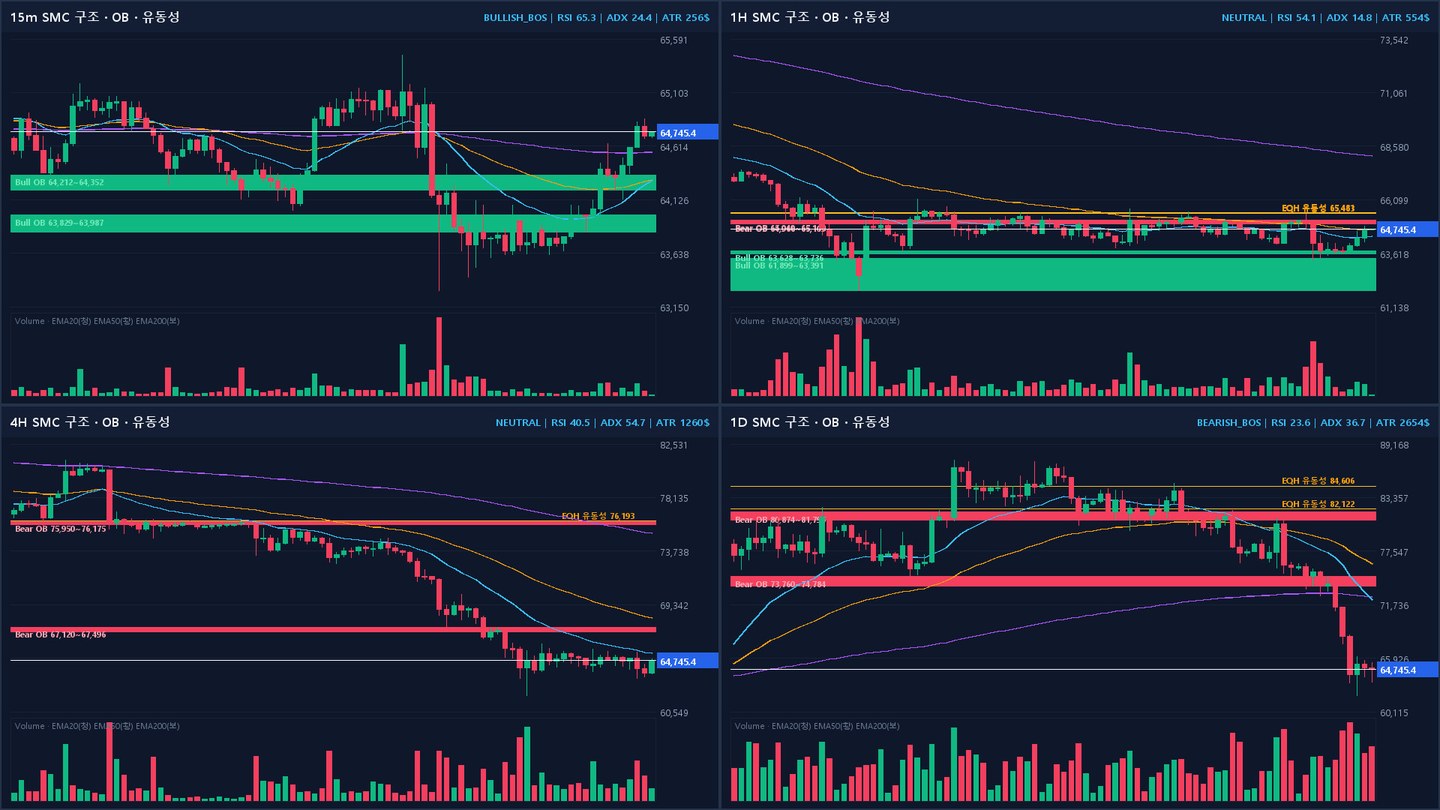 15m SMC 구조 · OB · 유동성
BULLISH_BOS | RSI 65.3 | ADX 24.4 | ATR 256$
65,591
65,103
64,745.4
64,614
Bull OB 64,212~64,352
64,126
Bull OB 63,829~63,987
63,638
63,150
Volume · EMA20(청) EMA50(황) EMA200(보)
1H SMC 구조 · OB · 유동성
NEUTRAL | RSI 54.1 | ADX 14.8 | ATR 554$
73,542
71,061
68,580
66,099
EQH 유동성 65,483
Bear OB 65,060~65,169
64,745.4
63,618
Bull OB 63,628~63,736
Bull OB 61,899~63,391
61,138
Volume · EMA20(청) EMA50(황) EMA200(보)
4H SMC 구조 · OB · 유동성
NEUTRAL | RSI 40.5 | ADX 54.7 | ATR 1260$
82,531
78,135
EQH 유동성 76,193
Bear OB 75,950~76,175
73,738
69,342
Bear OB 67,120~67,496
64,745.4
60,549
Volume · EMA20(청) EMA50(황) EMA200(보)
1D SMC 구조 · OB · 유동성
BEARISH_BOS | RSI 23.6 | ADX 36.7 | ATR 2654$
89,168
EQH 유동성 84,606
83,357
EQH 유동성 82,122
77,547
Bear OB 73,760~74,784
71,736
65,926
64,745.4
60,115
Volume · EMA20(청) EMA50(황) EMA200(보)